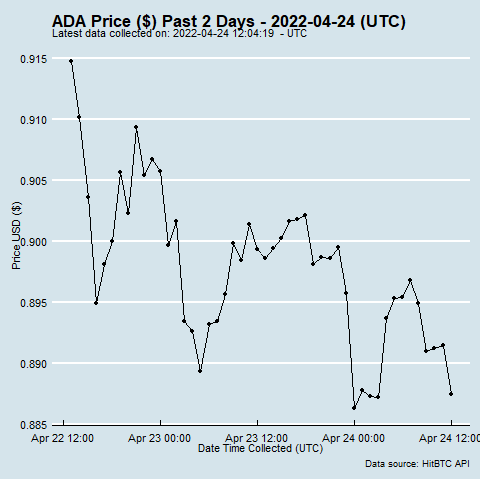 ADA Price ($) Past 2 Days - 2022-04-24 (UTC)
Latest data collected on: 2022-04-24 12:04:19 - UTC
0.915
0.910
0.905
0.900
0.895
0.890
0.885
Price USD ($)
Apr 22 12:00 Apr 23 00:00 Apr 23 12:00 Apr 24 00:00 Apr 24 12:00
Date Time Collected (UTC)
Data source: HitBTC API